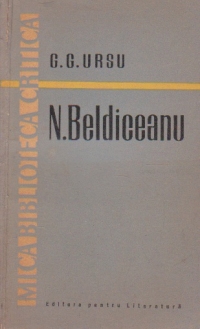 G.G.URSU
N.Beldiceanu
MICA BIBLIOTECA CRITICA
Editura pentru Literatură